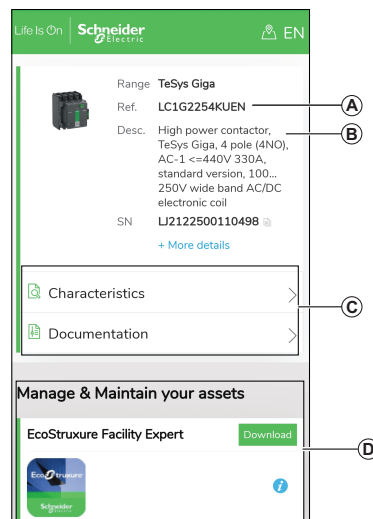 Life Is On Schneider Electric EN
Range TeSys Giga
Ref. LC1G2254KUEN A
Desc. High power contactor, B
TeSys Giga, 4 pole (4NO),
AC-1 <=440V 330A,
standard version, 100...
250V wide band AC/DC
electronic coil
SN LJ2122500110498
+ More details
Characteristics
C
Documentation
Manage & Maintain your assets
EcoStruxure Facility Expert Download
D
EcoStruxure
i
Schneider
Electric